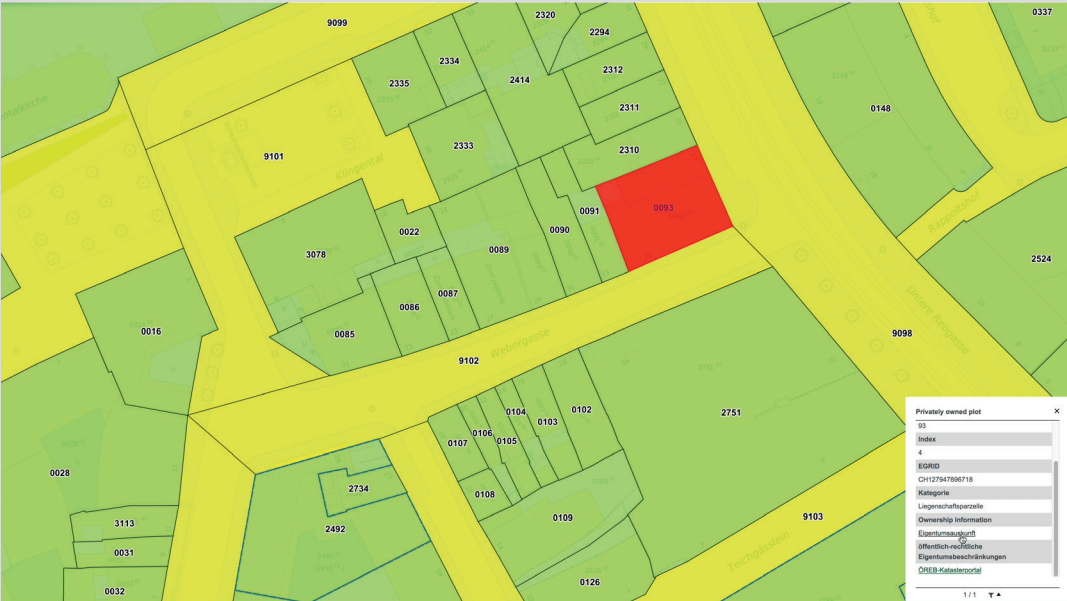 9099
2320
2294
0337
2334
2335
2414
2312
2311
0148
2333
2310
9101
Klingental
0093
0091
0022
0090
0089
3078
Rappoltshof
2524
0087
0086
0085
0016
Untere Rebgasse
9098
Webergasse
9102
0104
0102
0103
2751
0106
0105
0107
0028
2734
0108
2492
0109
9103
3113
0031
Teichgässlein
0126
0032
Privately owned plot
93
Index
4
EGRID
CH127947896718
Kategorie
Liegenschaftsparzelle
Ownership information
Eigentumsauskunft
öffentlich-rechtliche
Eigentumsbeschränkungen
ÖREB-Katasterportal
1 / 1